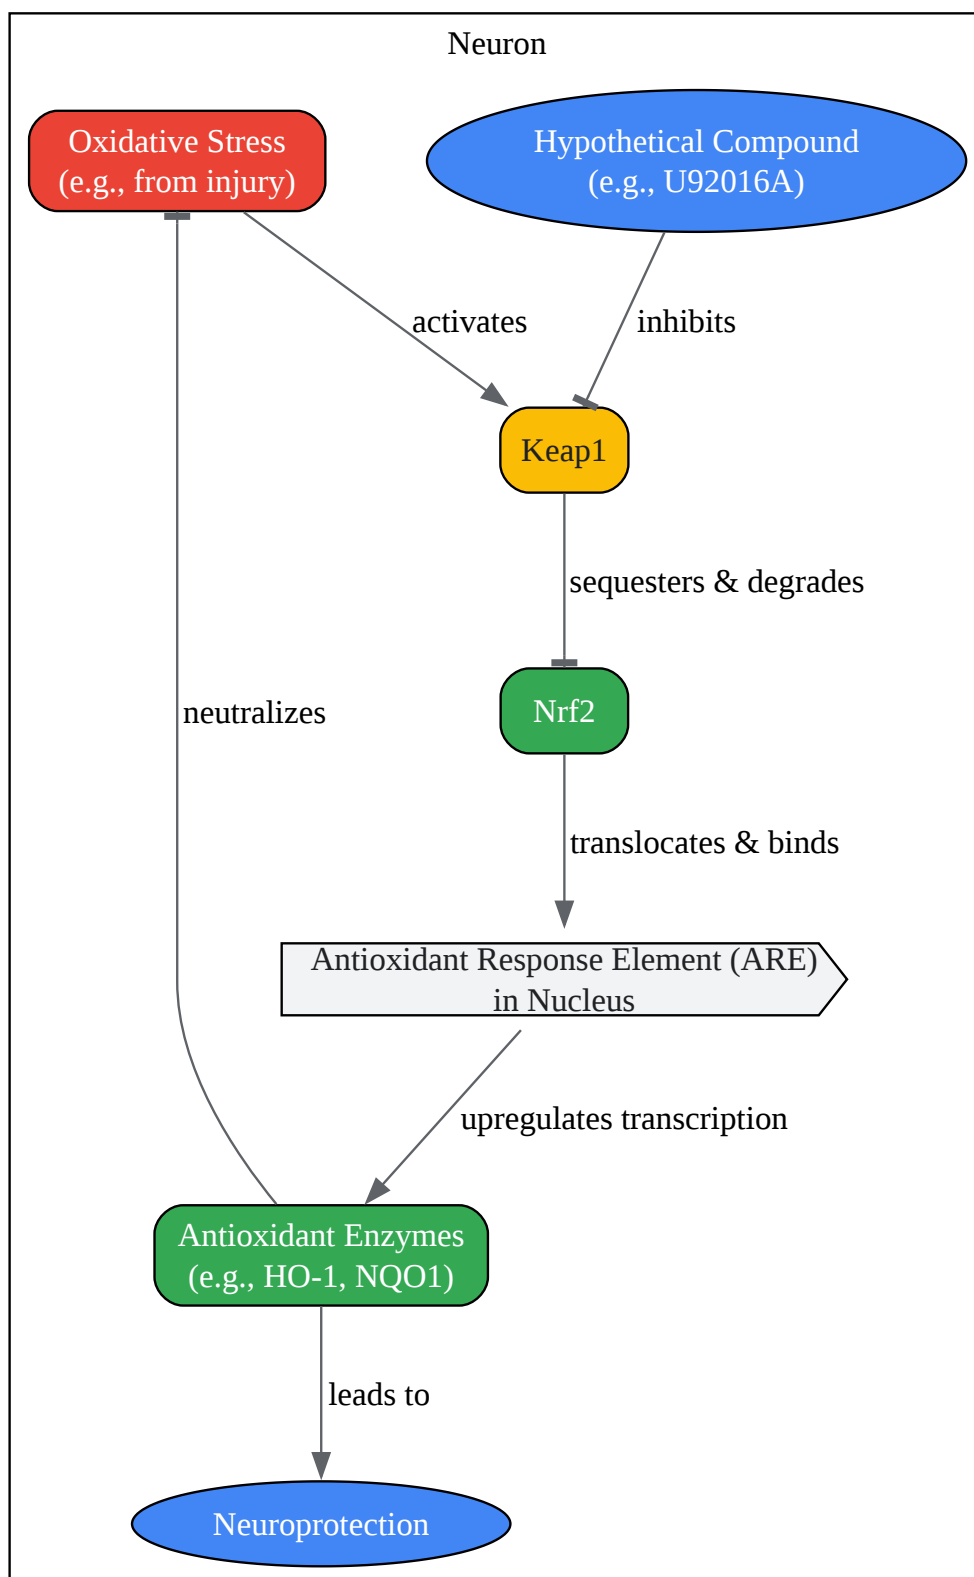 Neuron
Oxidative Stress
(e.g., from injury)
Hypothetical Compound
(e.g., U92016A)
activates
inhibits
Keap1
sequesters & degrades
Nrf2
neutralizes
translocates & binds
Antioxidant Response Element (ARE)
in Nucleus
upregulates transcription
Antioxidant Enzymes
(e.g., HO-1, NQO1)
leads to
Neuroprotection